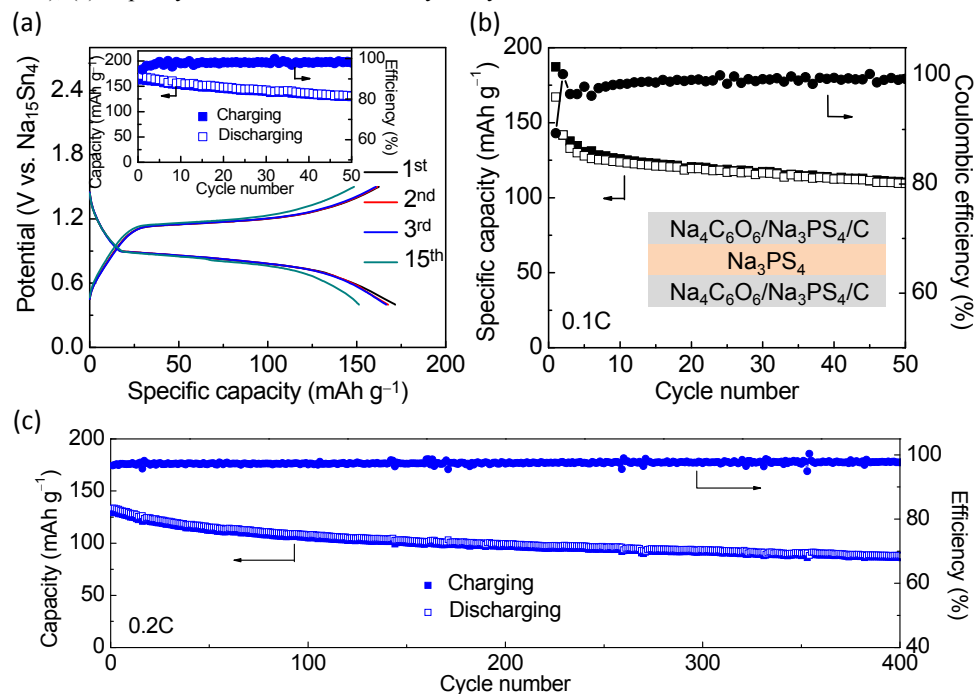 (a)
Potential (V vs. Na₁₅Sn₄)
2.4
1.8
1.2
0.6
0.0
0 50 100 150 200
Specific capacity (mAh g⁻¹)
Capacity (mAh g⁻¹)
200
150
100
50
0
0 10 20 30 40 50
Cycle number
100
80
60
Efficiency (%)
Charging
Discharging
1st
2nd
3rd
15th
(b)
Specific capacity (mAh g⁻¹)
200
175
150
125
100
75
50
25
0
0 10 20 30 40 50
Cycle number
100
80
60
Coulombic efficiency (%)
Na₄C₆O₆/Na₃PS₄/C
Na₃PS₄
Na₄C₆O₆/Na₃PS₄/C
0.1C
(c)
Capacity (mAh g⁻¹)
200
150
100
50
0
0 100 200 300 400
Cycle number
100
80
60
40
Efficiency (%)
Charging
Discharging
0.2C